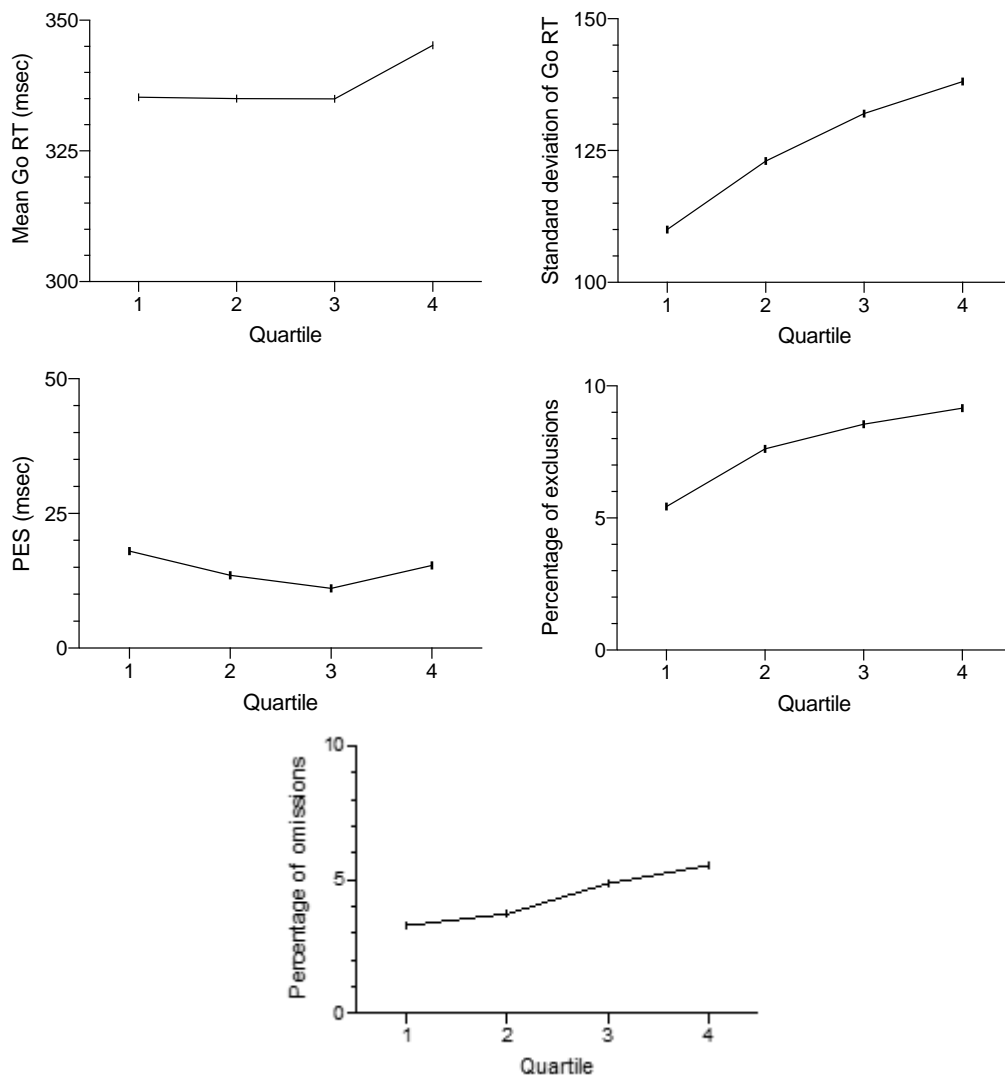 Mean Go RT (msec)
350
325
300
1 2 3 4
Quartile
Standard deviation of Go RT
150
125
100
1 2 3 4
Quartile
PES (msec)
50
25
0
1 2 3 4
Quartile
Percentage of exclusions
10
5
0
1 2 3 4
Quartile
Percentage of omissions
10
5
0
1 2 3 4
Quartile